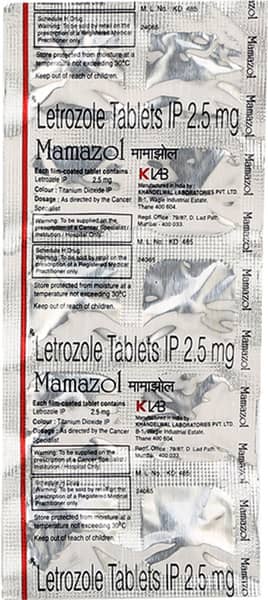 M. L. No.: KD 485
Schedule H Drug
Warning: To be sold by retail on the
prescription of a Registered Medical
Practitioner only.
24065
Store protected from moisture at a
temperature not exceeding 30°C
Keep out of reach of children.
Letrozole Tablets IP 2.5 mg
Mamazol मामाझोल
Each film-coated tablet contains
Letrozole IP 2.5 mg
Colour : Titanium Dioxide IP
Dosage : As directed by the Cancer
Specialist
K LAB
Manufactured in India by :
KHANDELWAL LABORATORIES PVT. LTD.
B-1, Wagle Industrial Estate,
Thane 400 604.
Warning: To be supplied on the
prescription of a Cancer Specialist /
Institution / Hospital Only
Regd. Office : 79/87, D. Lad Path,
Mumbai - 400 033.
Schedule H Drug
Warning: To be sold by retail on the
prescription of a Registered Medical
Practitioner only
M. L. No.: KD 485
24065
Store protected from moisture at a
temperature not exceeding 30°C
Keep out of reach of children.
Letrozole Tablets IP 2.5 mg
Mamazol मामाझोल
Each film-coated tablet contains
Letrozole IP 2.5 mg
Colour : Titanium Dioxide IP
Dosage : As directed by the Cancer
Specialist
K LAB
Manufactured in India by :
KHANDELWAL LABORATORIES PVT. LTD.
B-1, Wagle Industrial Estate,
Thane 400 604.
Warning: To be supplied on the
prescription of a Cancer Specialist /
Institution / Hospital Only
Regd. Office : 79/87, D. Lad Path,
Mumbai - 400 033.
Schedule H Drug
Warning: To be sold by retail on the
prescription of a Registered Medical
Practitioner only
M. L. No.: KD 485
24065
Store protected from moisture at a
temperature not exceeding 30°C
Keep out of reach of children.
Letrozole Tablets IP 2.5 mg
Mamazol
Mamazol
Mamazol
Mamazol
Mamazol
Mamazol
Mamazol